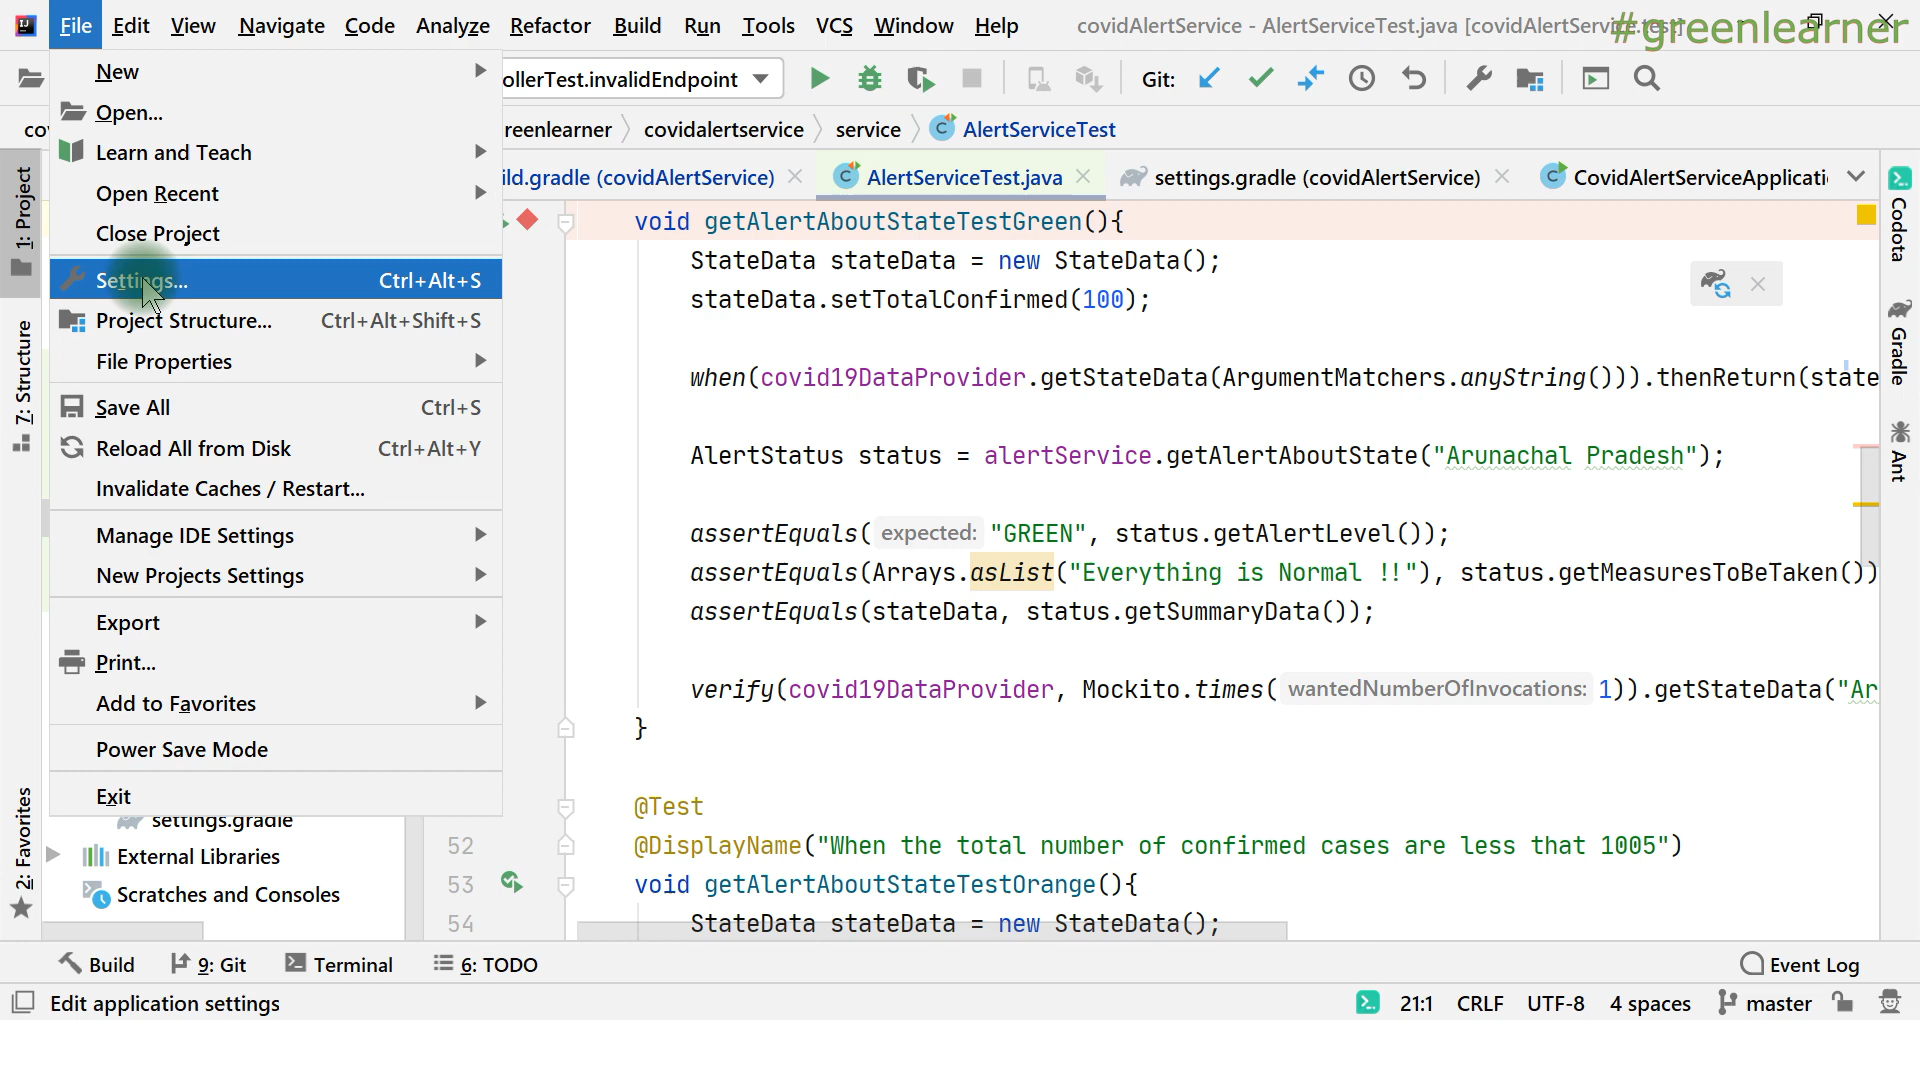 File Edit View Navigate Code Analyze Refactor Build Run Tools VCS Window Help covidAlertService - AlertServiceTest.java [covidAlertService.test]
#greenlearner
New
ollerTest.invalidEndpoint Git:
Open...
reenlearner covidalertservice service AlertServiceTest
Learn and Teach
ild.gradle (covidAlertService) AlertServiceTest.java settings.gradle (covidAlertService) CovidAlertServiceApplicati
Open Recent
Close Project
Settings... Ctrl+Alt+S
Project Structure... Ctrl+Alt+Shift+S
File Properties
Save All Ctrl+S
Reload All from Disk Ctrl+Alt+Y
Invalidate Caches / Restart...
Manage IDE Settings
New Projects Settings
Export
Print...
Add to Favorites
Power Save Mode
Exit
1: Project
7: Structure
2: Favorites
settings.gradle
External Libraries
Scratches and Consoles
void getAlertAboutStateTestGreen(){
StateData stateData = new StateData();
stateData.setTotalConfirmed(100);
when(covid19DataProvider.getStateData(ArgumentMatchers.anyString())).thenReturn(state
AlertStatus status = alertService.getAlertAboutState("Arunachal Pradesh");
assertEquals( expected: "GREEN", status.getAlertLevel());
assertEquals(Arrays.asList("Everything is Normal !!"), status.getMeasuresToBeTaken())
assertEquals(stateData, status.getSummaryData());
verify(covid19DataProvider, Mockito.times( wantedNumberOfInvocations: 1)).getStateData("Ar
}
@Test
52 @DisplayName("When the total number of confirmed cases are less that 1005")
53 void getAlertAboutStateTestOrange(){
54 StateData stateData = new StateData();
Codota
Gradle
Ant
Build 9: Git Terminal 6: TODO Event Log
Edit application settings 21:1 CRLF UTF-8 4 spaces master